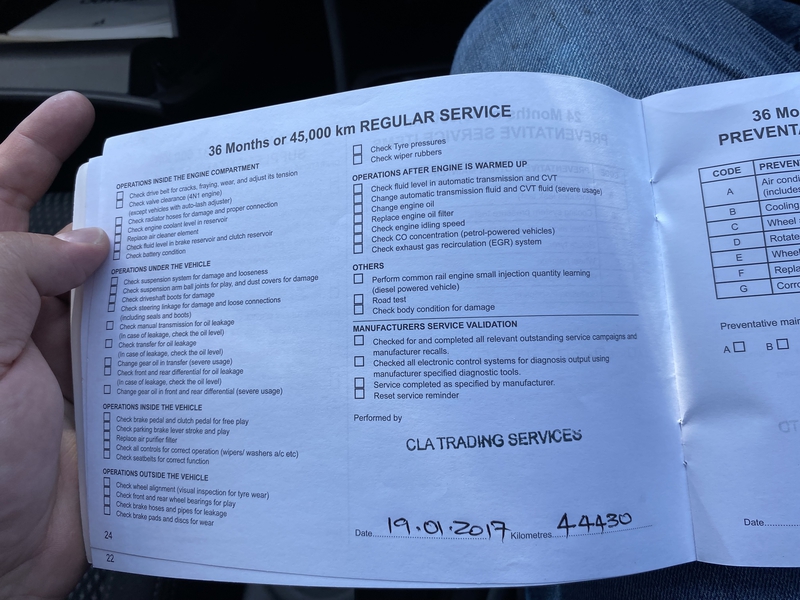 36 Months or 45,000 km REGULAR SERVICE
OPERATIONS INSIDE THE ENGINE COMPARTMENT
Check drive belt for cracks, fraying, wear, and adjust its tension
Check valve clearance (4N1 engine)
(except vehicles with auto-lash adjuster)
Check radiator hoses for damage and proper connection
Check engine coolant level in reservoir
Replace air cleaner element
Check fluid level in brake reservoir and clutch reservoir
Check battery condition
OPERATIONS UNDER THE VEHICLE
Check suspension system for damage and looseness
Check suspension arm ball joints for play, and dust covers for damage
Check driveshaft boots for damage
Check steering linkage for damage and loose connections
(including seals and boots)
Check manual transmission for oil leakage
(In case of leakage, check the oil level)
Check transfer for oil leakage
(In case of leakage, check the oil level)
Change gear oil in transfer (severe usage)
Check front and rear differential for oil leakage
(In case of leakage, check the oil level)
Change gear oil in front and rear differential (severe usage)
OPERATIONS INSIDE THE VEHICLE
Check brake pedal and clutch pedal for free play
Check parking brake lever stroke and play
Replace air purifier filter
Check all controls for correct operation (wipers/ washers a/c etc)
Check seatbelts for correct function
OPERATIONS OUTSIDE THE VEHICLE
Check wheel alignment (visual inspection for tyre wear)
Check front and rear wheel bearings for play
Check brake hoses and pipes for leakage
Check brake pads and discs for wear
24
22
Check Tyre pressures
Check wiper rubbers
OPERATIONS AFTER ENGINE IS WARMED UP
Check fluid level in automatic transmission and CVT
Change automatic transmission fluid and CVT fluid (severe usage)
Change engine oil
Replace engine oil filter
Check engine idling speed
Check CO concentration (petrol-powered vehicles)
Check exhaust gas recirculation (EGR) system
OTHERS
Perform common rail engine small injection quantity learning
(diesel powered vehicle)
Road test
Check body condition for damage
MANUFACTURERS SERVICE VALIDATION
Checked for and completed all relevant outstanding service campaigns and
manufacturer recalls.
Checked all electronic control systems for diagnosis output using
manufacturer specified diagnostic tools.
Service completed as specified by manufacturer.
Reset service reminder
Performed by
CLA TRADING SERVICES
Date 19.01.2017 Kilometres 44430
36 Mo
PREVENTA
CODE PREVEN
A Air condi
(includes
B Cooling
C Wheel
D Rotate
E Whee
F Repla
G Corro
Preventative main
A B
Date